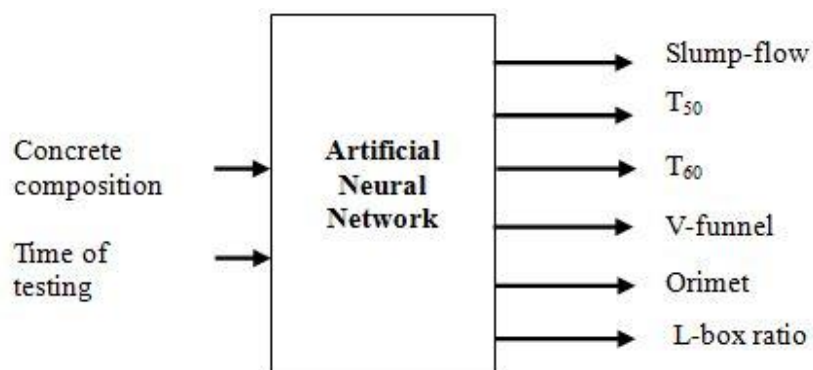 Concrete
composition
Time of
testing
Artificial
Neural
Network
Slump-flow
T₅₀
T₆₀
V-funnel
Orimet
L-box ratio